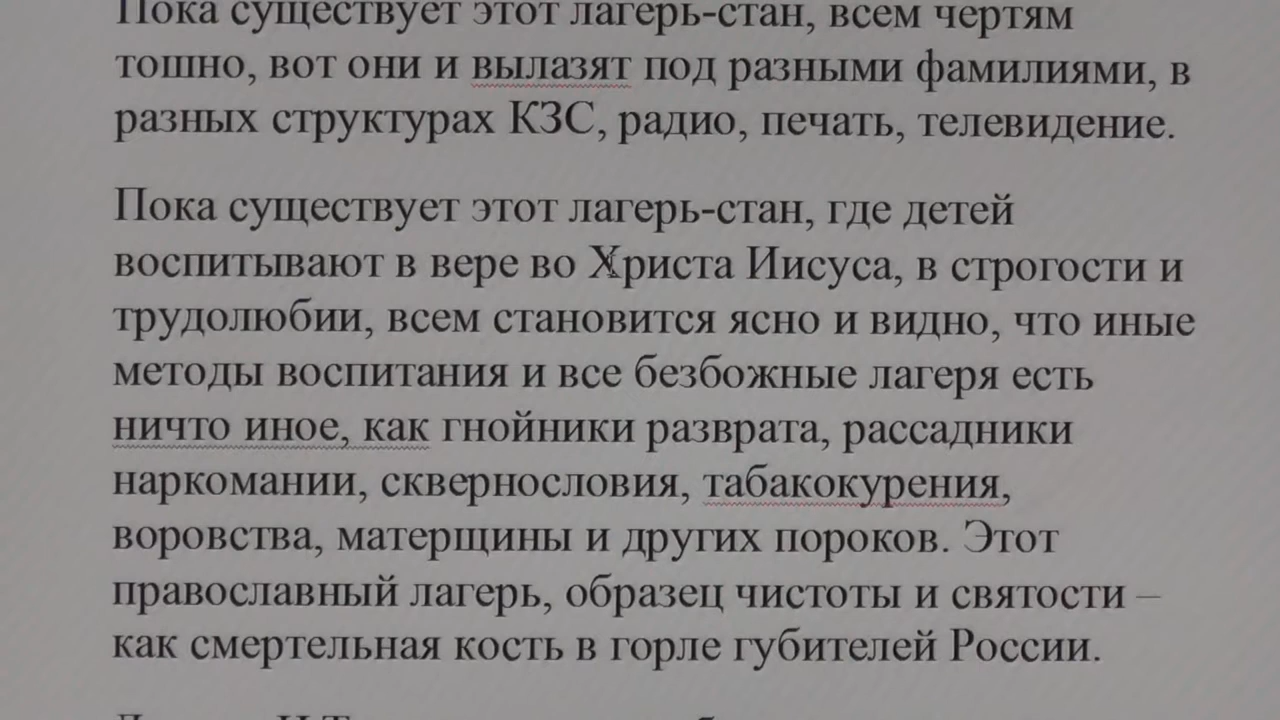 Пока существует этот лагерь-стан, всем чертям
тошно, вот они и вылазят под разными фамилиями, в
разных структурах КЗС, радио, печать, телевидение.
Пока существует этот лагерь-стан, где детей
воспитывают в вере во Христа Иисуса, в строгости и
трудолюбии, всем становится ясно и видно, что иные
методы воспитания и все безбожные лагеря есть
ничто иное, как гнойники разврата, рассадники
наркомании, сквернословия, табакокурения,
воровства, матерщины и других пороков. Этот
православный лагерь, образец чистоты и святости –
как смертельная кость в горле губителей России.